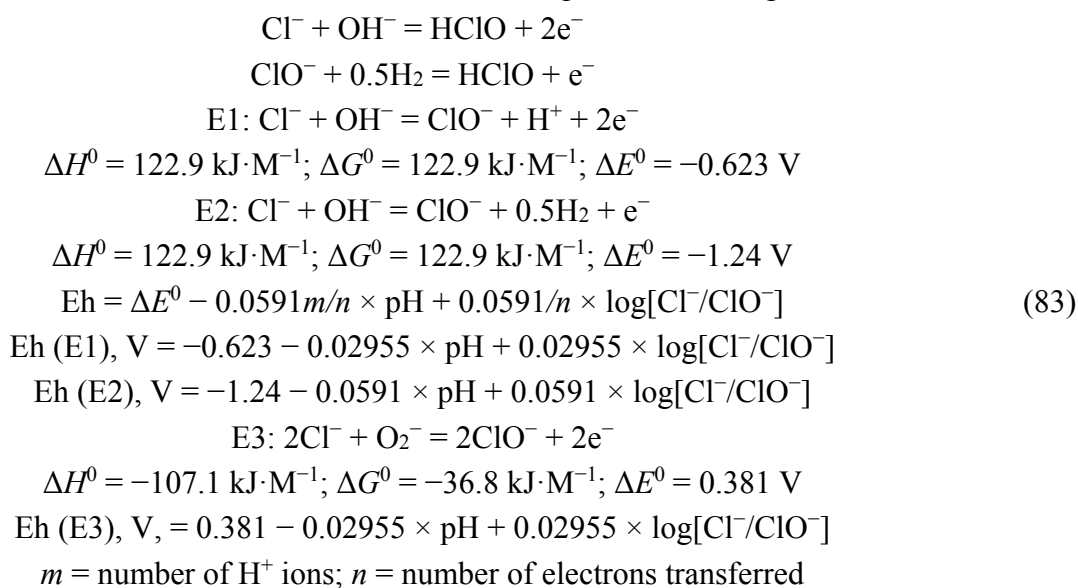 Cl⁻ + OH⁻ = HClO + 2e⁻
ClO⁻ + 0.5H₂ = HClO + e⁻
E1: Cl⁻ + OH⁻ = ClO⁻ + H⁺ + 2e⁻
ΔH⁰ = 122.9 kJ·M⁻¹; ΔG⁰ = 122.9 kJ·M⁻¹; ΔE⁰ = −0.623 V
E2: Cl⁻ + OH⁻ = ClO⁻ + 0.5H₂ + e⁻
ΔH⁰ = 122.9 kJ·M⁻¹; ΔG⁰ = 122.9 kJ·M⁻¹; ΔE⁰ = −1.24 V
Eh = ΔE⁰ − 0.0591m/n × pH + 0.0591/n × log[Cl⁻/ClO⁻] (83)
Eh (E1), V = −0.623 − 0.02955 × pH + 0.02955 × log[Cl⁻/ClO⁻]
Eh (E2), V = −1.24 − 0.0591 × pH + 0.0591 × log[Cl⁻/ClO⁻]
E3: 2Cl⁻ + O₂⁻ = 2ClO⁻ + 2e⁻
ΔH⁰ = −107.1 kJ·M⁻¹; ΔG⁰ = −36.8 kJ·M⁻¹; ΔE⁰ = 0.381 V
Eh (E3), V, = 0.381 − 0.02955 × pH + 0.02955 × log[Cl⁻/ClO⁻]
m = number of H⁺ ions; n = number of electrons transferred